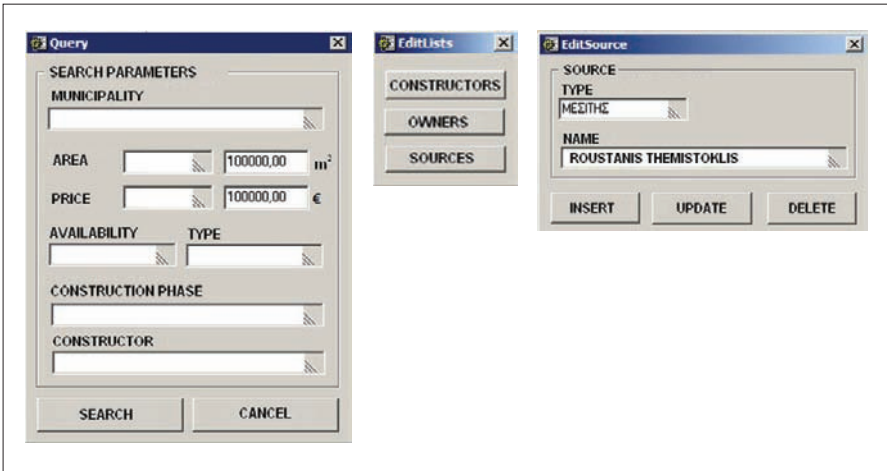 Query
SEARCH PARAMETERS
MUNICIPALITY
AREA 100000,00 m²
PRICE 100000,00 €
AVAILABILITY TYPE
CONSTRUCTION PHASE
CONSTRUCTOR
SEARCH CANCEL
EditLists
CONSTRUCTORS
OWNERS
SOURCES
EditSource
SOURCE
TYPE
ΜΕΣΙΤΗΣ
NAME
ROUSTANIS THEMISTOKLIS
INSERT UPDATE DELETE